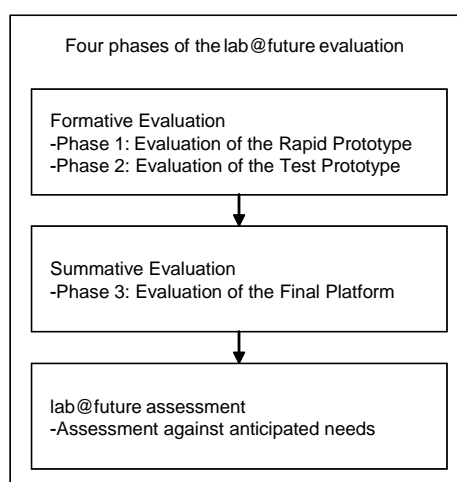 Four phases of the lab@future evaluation
Formative Evaluation
-Phase 1: Evaluation of the Rapid Prototype
-Phase 2: Evaluation of the Test Prototype
Summative Evaluation
-Phase 3: Evaluation of the Final Platform
lab@future assessment
-Assessment against anticipated needs